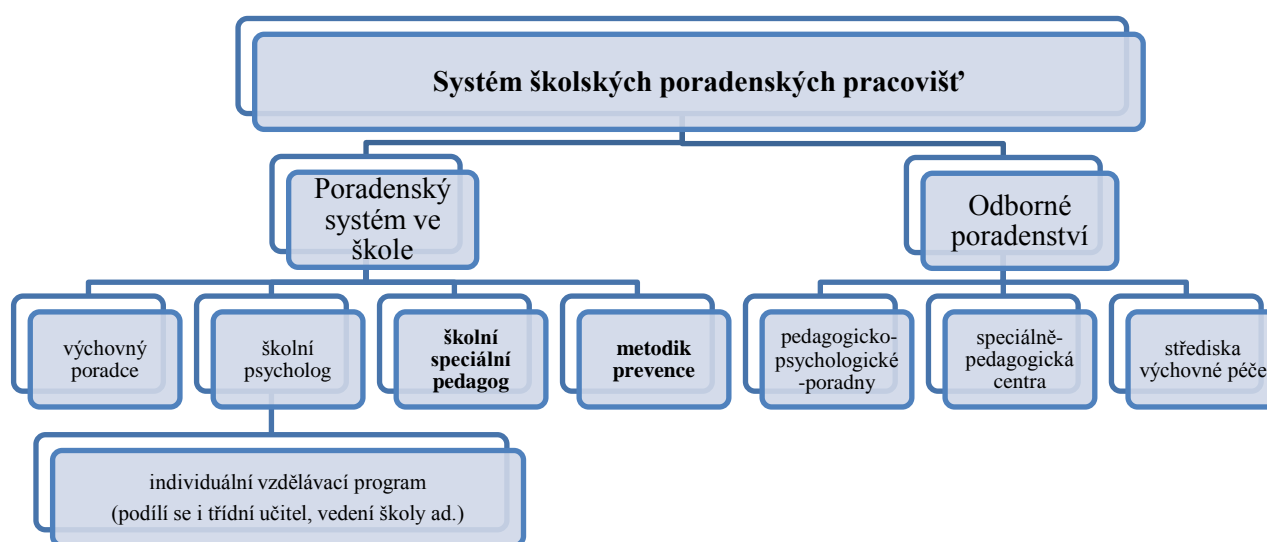 Systém školských poradenských pracovišť
Poradenský
systém ve
škole
Odborné
poradenství
výchovný
poradce
školní
psycholog
školní
speciální
pedagog
metodik
prevence
pedagogicko-
psychologické
-poradny
speciálně-
pedagogická
centra
střediska
výchovné péče
individuální vzdělávací program
(podílí se i třídní učitel, vedení školy ad.)